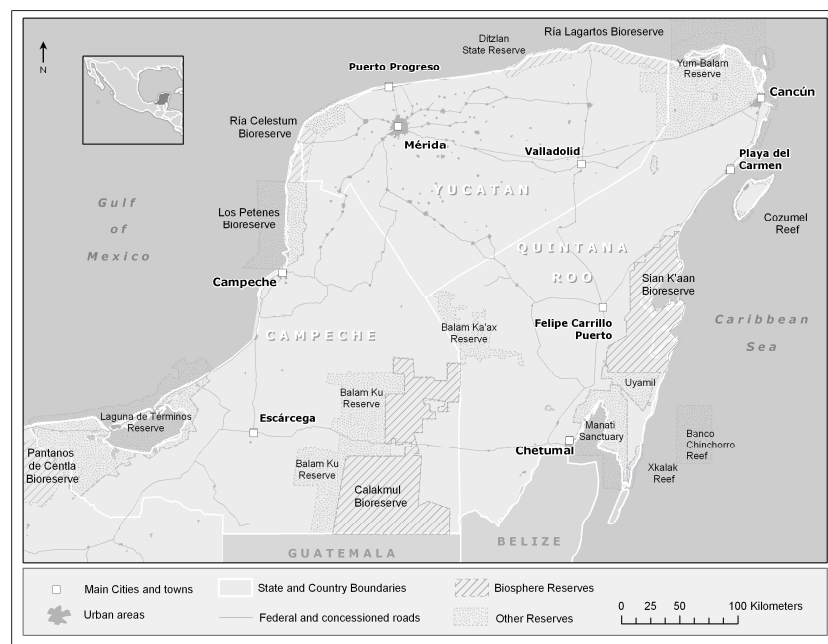 Ría Lagartos Bioreserve
Ditzlan
State Reserve
N
Yum-Balam
Reserve
Puerto Progreso
Cancún
Ría Celestum
Bioreserve
Mérida
Valladolid
Playa del
Carmen
YUCATAN
Gulf
of
Mexico
Los Petenes
Bioreserve
Cozumel
Reef
QUINTANA
ROO
Sian K'aan
Bioreserve
Campeche
Caribbean
Sea
CAMPECHE
Balam Ka'ax
Reserve
Felipe Carrillo
Puerto
Uyamil
Balam Ku
Reserve
Laguna de Términos
Reserve
Escárcega
Manati
Sanctuary
Banco
Chinchorro
Reef
Pantanos
de Centla
Bioreserve
Chetumal
Balam Ku
Reserve
Xkalak
Reef
Calakmul
Bioreserve
BELIZE
GUATEMALA
Main Cities and towns
State and Country Boundaries
Biosphere Reserves
Urban areas
Federal and concessioned roads
Other Reserves
0 25 50 100 Kilometers